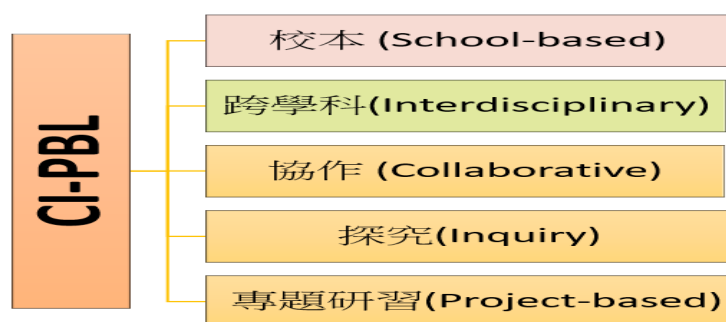 CI-PBL
校本 (School-based)
跨學科(Interdisciplinary)
協作 (Collaborative)
探究(Inquiry)
專題研習(Project-based)